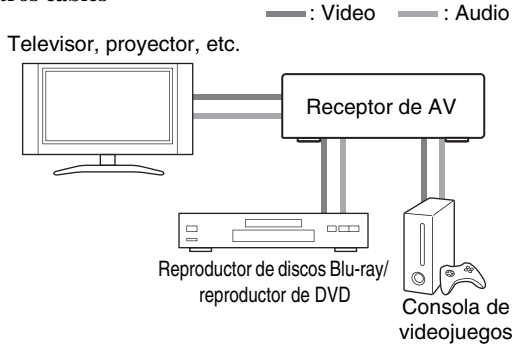 : Video : Audio
Televisor, proyector, etc.
Receptor de AV
Reproductor de discos Blu-ray/
reproductor de DVD
Consola de
videojuegos